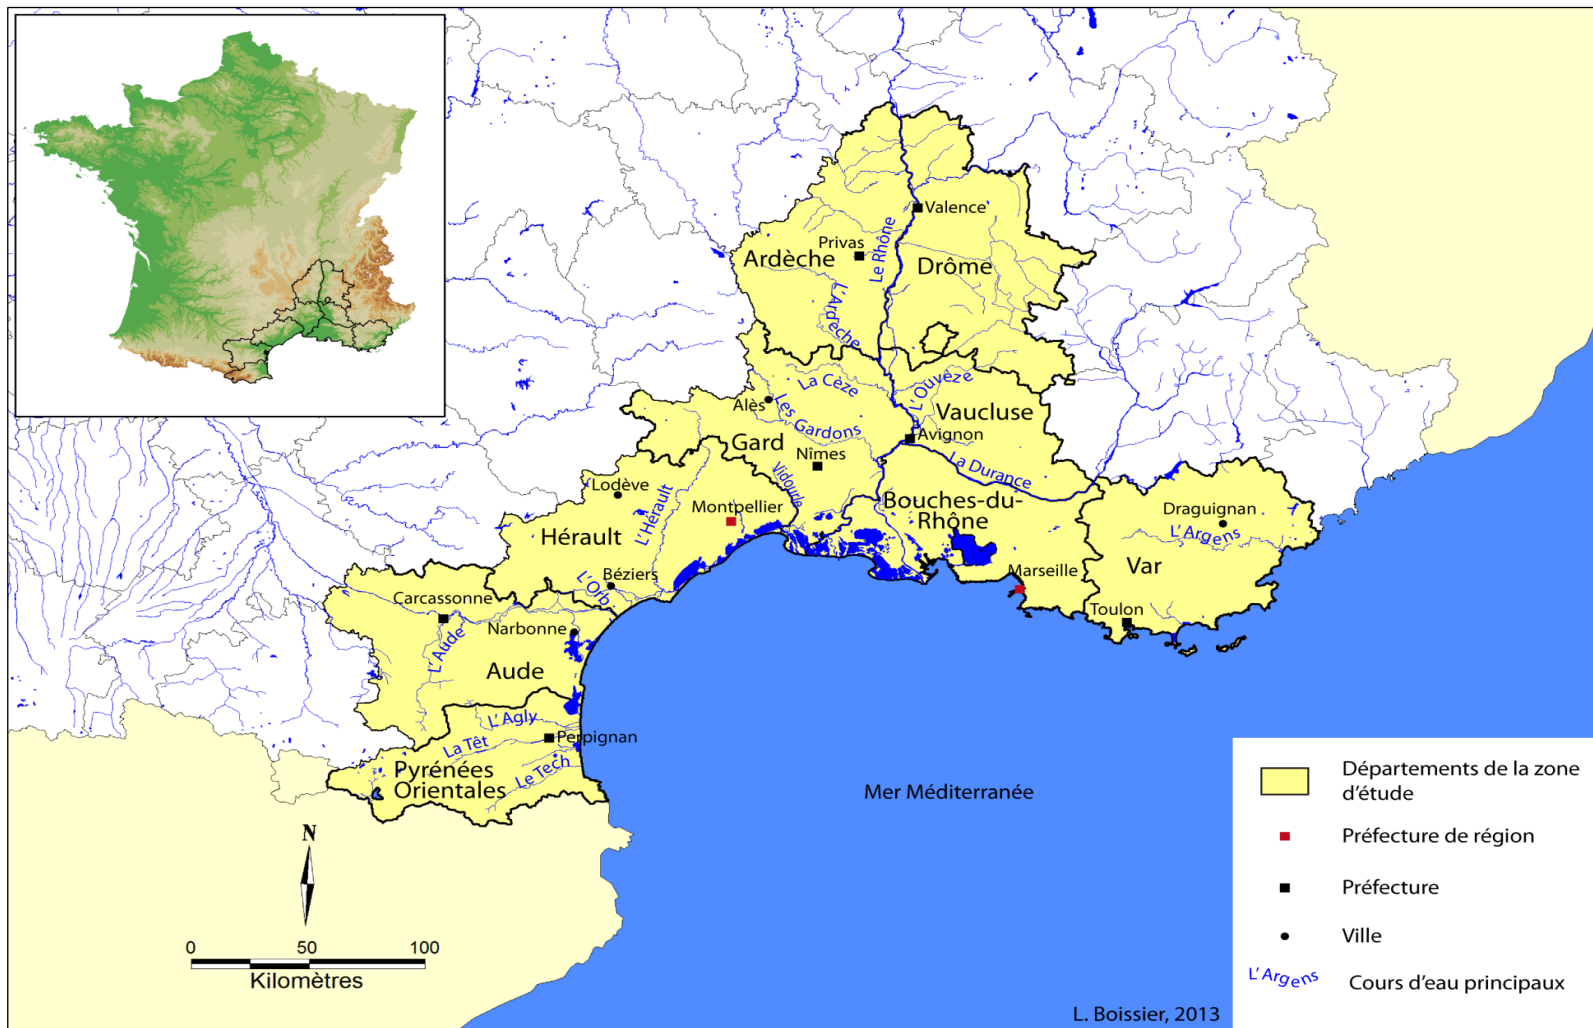 Valence
Privas
Le Rhône
Ardèche
Drôme
L'Ardèche
La Cèze
L'Ouvèze
Alès
Les Gardons
Vaucluse
Gard
Avignon
Nîmes
La Durance
Vidourle
Lodève
Montpellier
L'Hérault
Bouches-du-
Rhône
Draguignan
L'Argens
Hérault
Var
Béziers
L'Orb
Marseille
Carcassonne
Toulon
Narbonne
L'Aude
Aude
L'Agly
Perpignan
La Têt
Le Tech
Pyrénées
Orientales
Mer Méditerranée
N
0 50 100
Kilomètres
Départements de la zone
d'étude
Préfecture de région
Préfecture
Ville
L'Argens Cours d'eau principaux
L. Boissier, 2013